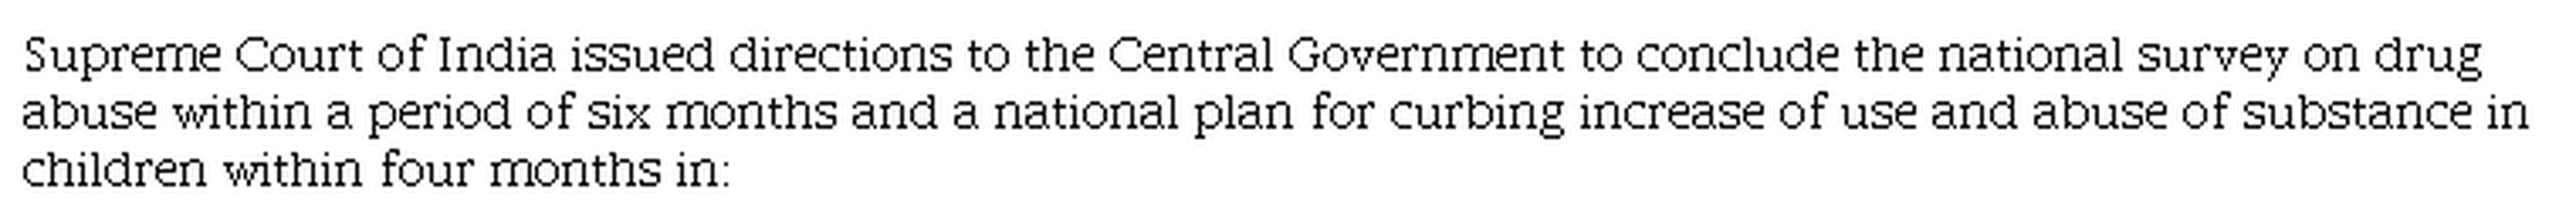 Supreme Court of India issued directions to the Central Government to conclude the national survey on drug
abuse within a period of six months and a national plan for curbing increase of use and abuse of substance in
children within four months in: